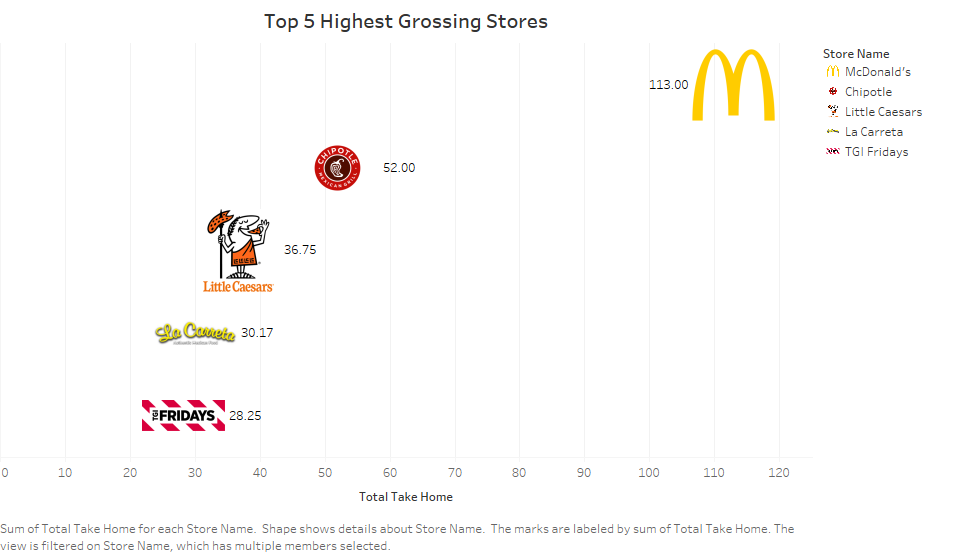 Top 5 Highest Grossing Stores
113.00
Store Name
McDonald's
Chipotle
Little Caesars
La Carreta
TGI Fridays
CHIPOTLE
MEXICAN GRILL
52.00
36.75
Little Caesars
La Carreta
30.17
TGI FRIDAYS
28.25
0 10 20 30 40 50 60 70 80 90 100 110 120
Total Take Home
Sum of Total Take Home for each Store Name. Shape shows details about Store Name. The marks are labeled by sum of Total Take Home. The
view is filtered on Store Name, which has multiple members selected.